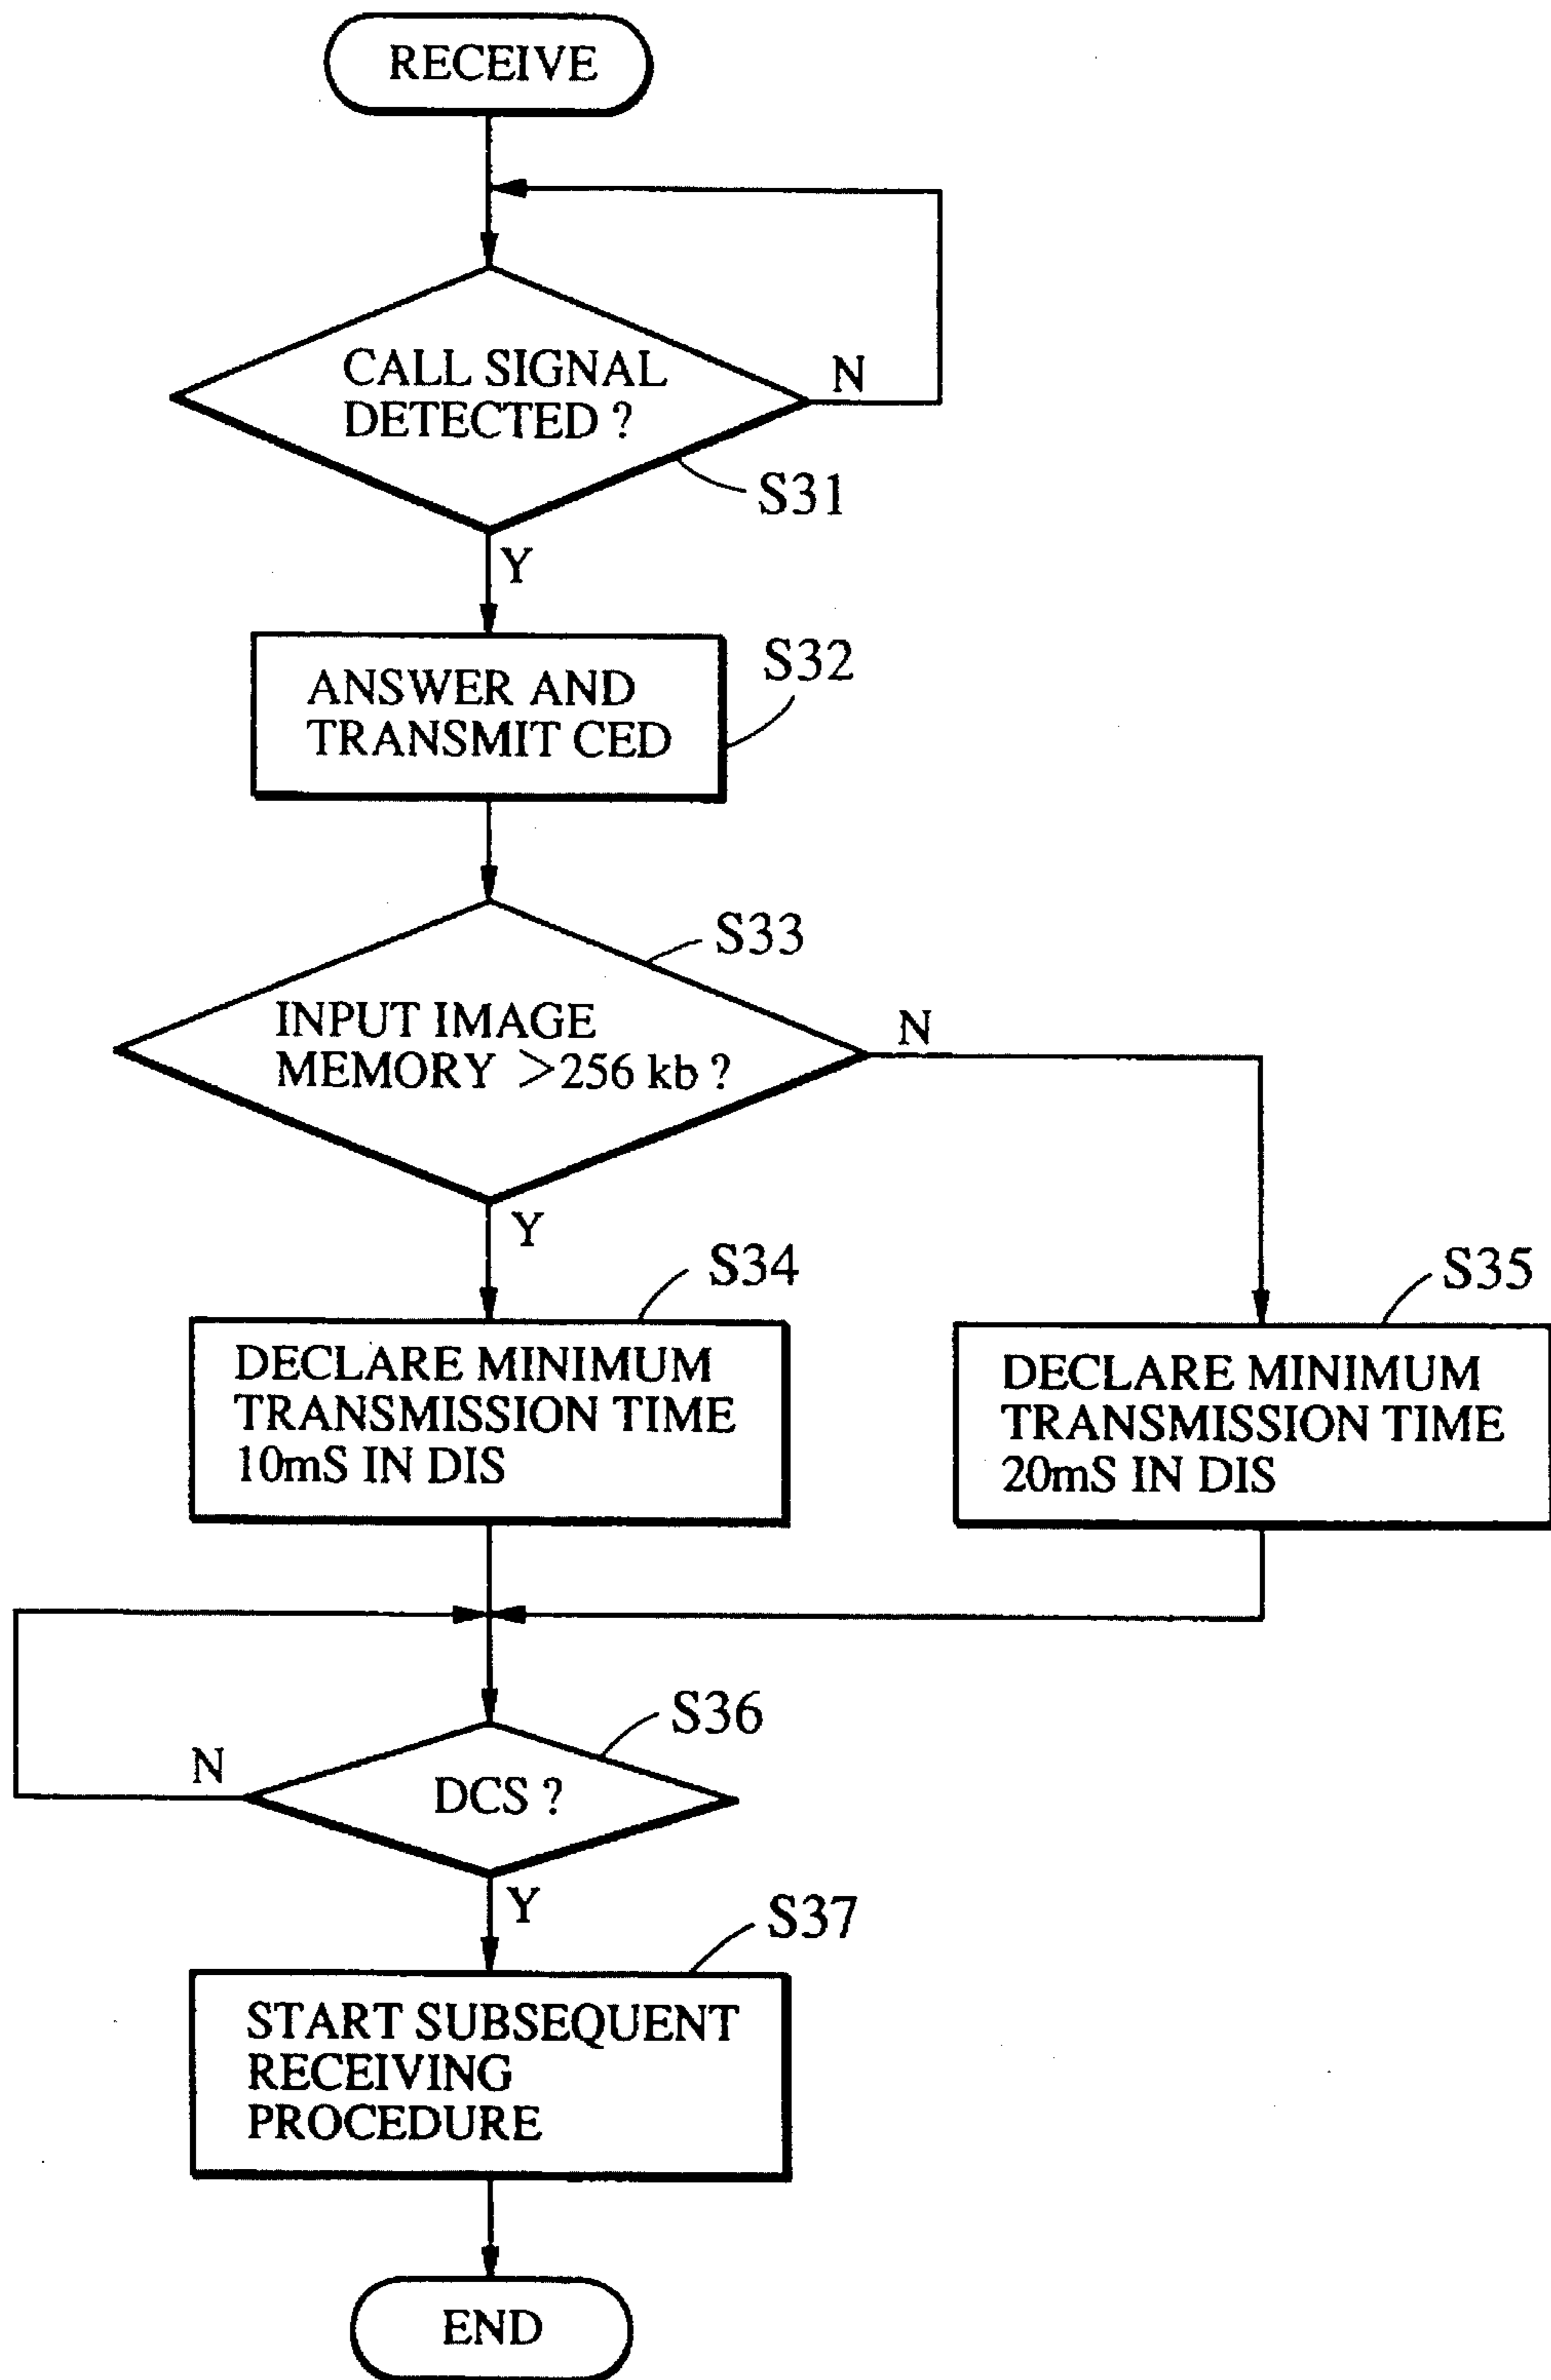 RECEIVE
CALL SIGNAL
DETECTED ?
N
S31
Y
ANSWER AND
TRANSMIT CED
S32
S33
INPUT IMAGE
MEMORY >256 kb ?
N
Y
S34
DECLARE MINIMUM
TRANSMISSION TIME
10mS IN DIS
S35
DECLARE MINIMUM
TRANSMISSION TIME
20mS IN DIS
S36
N
DCS ?
Y
S37
START SUBSEQUENT
RECEIVING
PROCEDURE
END